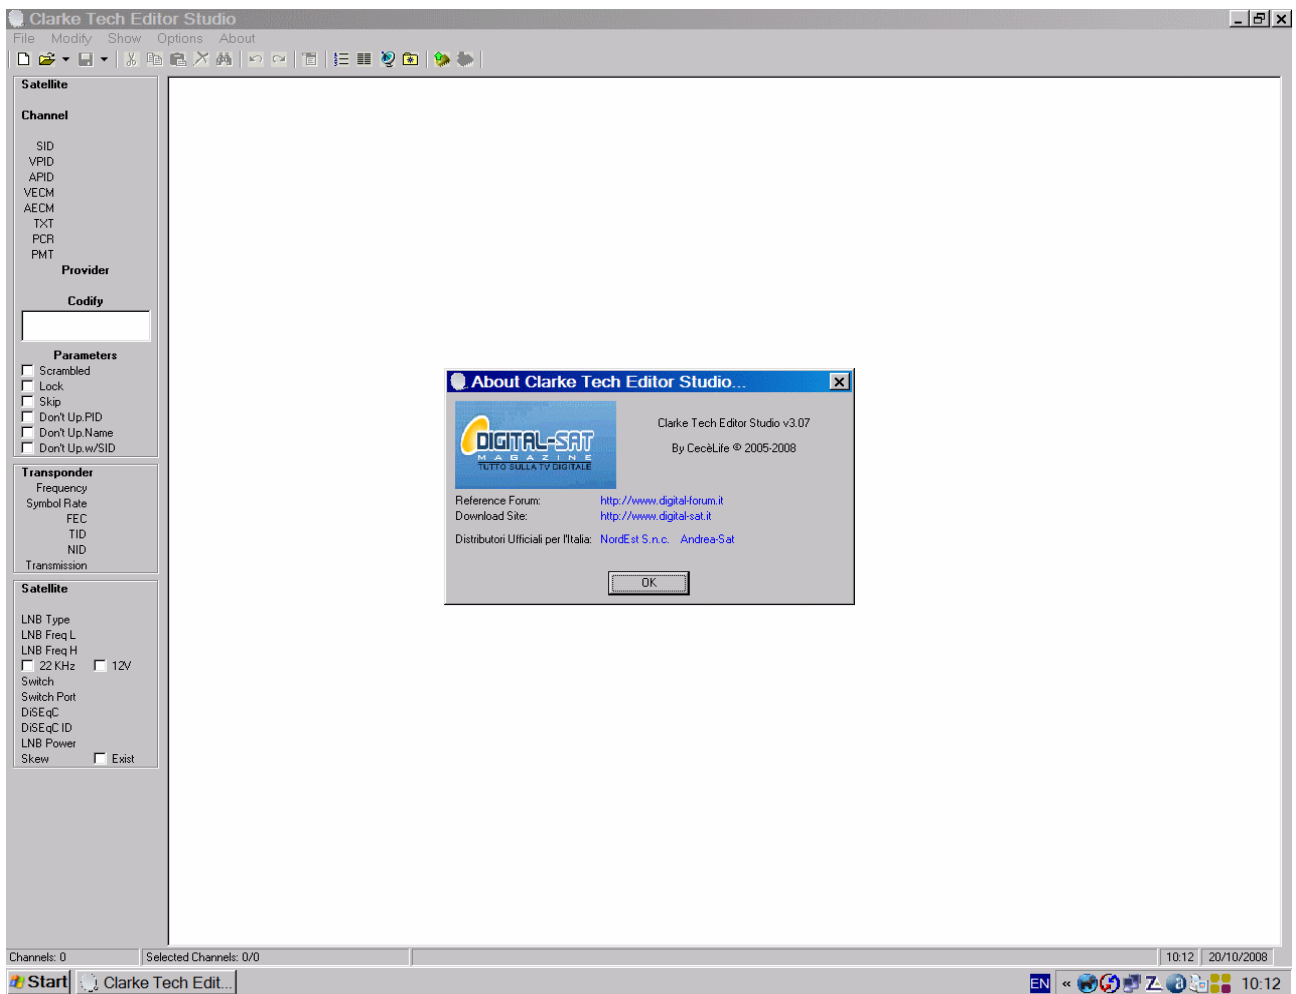 Clarke Tech Editor Studio
File Modify Show Options About
Satellite
Channel
SID
VPID
APID
VECM
AECM
TXT
PCR
PMT
Provider
Codify
Parameters
Scrambled
Lock
Skip
Don't Up.PID
Don't Up.Name
Don't Up.w/SID
Transponder
Frequency
Symbol Rate
FEC
TID
NID
Transmission
Satellite
LNB Type
LNB Freq L
LNB Freq H
22 KHz 12V
Switch
Switch Port
DiSEqC
DiSEqC ID
LNB Power
Skew Exist
About Clarke Tech Editor Studio...
DIGITAL-SAT
MAGAZINE
TUTTO SULLA TV DIGITALE
Clarke Tech Editor Studio v3.07
By CecèLife © 2005-2008
Reference Forum: http://www.digital-forum.it
Download Site: http://www.digital-sat.it
Distributori Ufficiali per l'Italia: NordEst S.n.c. Andrea-Sat
OK
Channels: 0 Selected Channels: 0/0 10:12 20/10/2008
Start Clarke Tech Edit... EN « 10:12